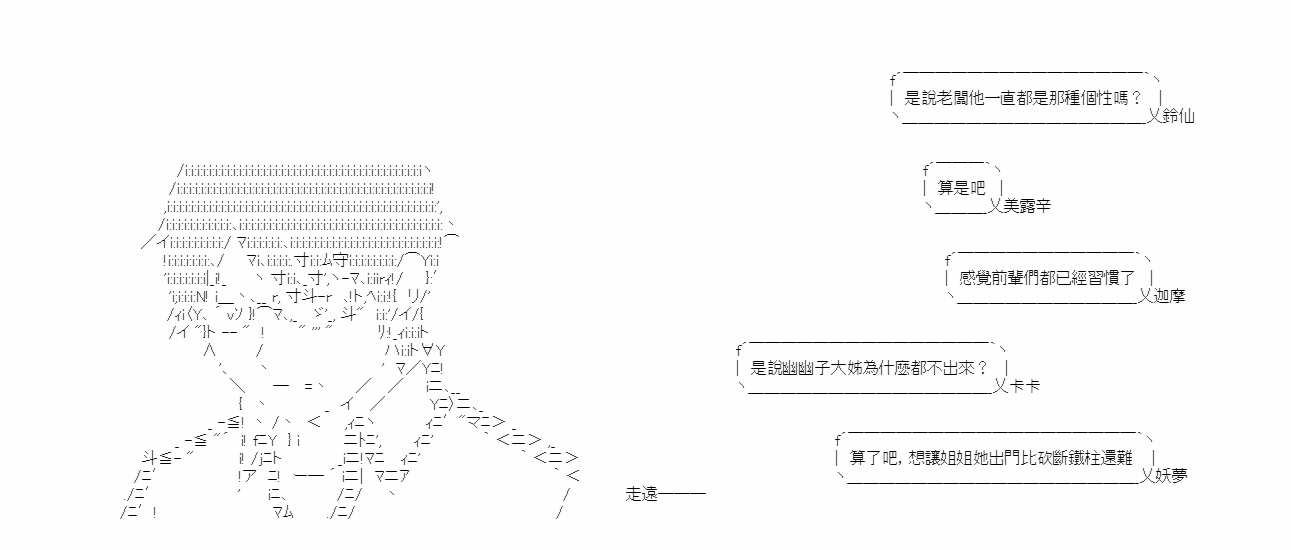 是說老闆他一直都是那種個性嗎？
乂鈴仙
算是吧
乂美露辛
感覺前輩們都已經習慣了
乂迦摩
是說幽幽子大姊為什麼都不出來？
乂卡卡
算了吧，想讓姐姐她出門比砍斷鐵柱還難
乂妖夢
走遠━━━